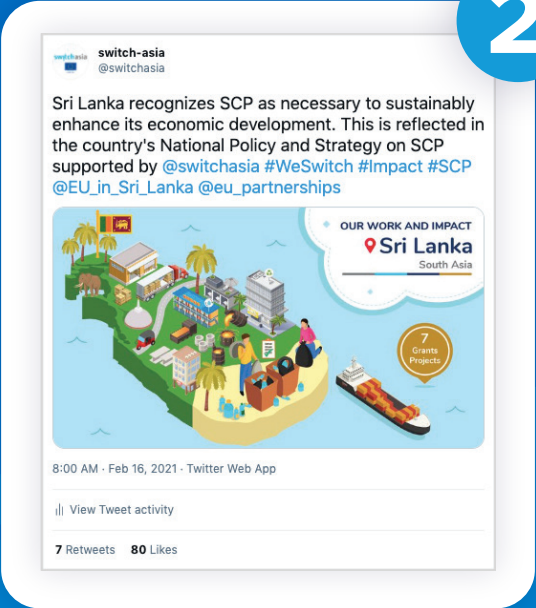 2
switchasia
switch-asia
@switchasia
Sri Lanka recognizes SCP as necessary to sustainably
enhance its economic development. This is reflected in
the country's National Policy and Strategy on SCP
supported by @switchasia #WeSwitch #Impact #SCP
@EU_in_Sri_Lanka @eu_partnerships
OUR WORK AND IMPACT
Sri Lanka
South Asia
7
Grants
Projects
8:00 AM · Feb 16, 2021 · Twitter Web App
View Tweet activity
7 Retweets 80 Likes